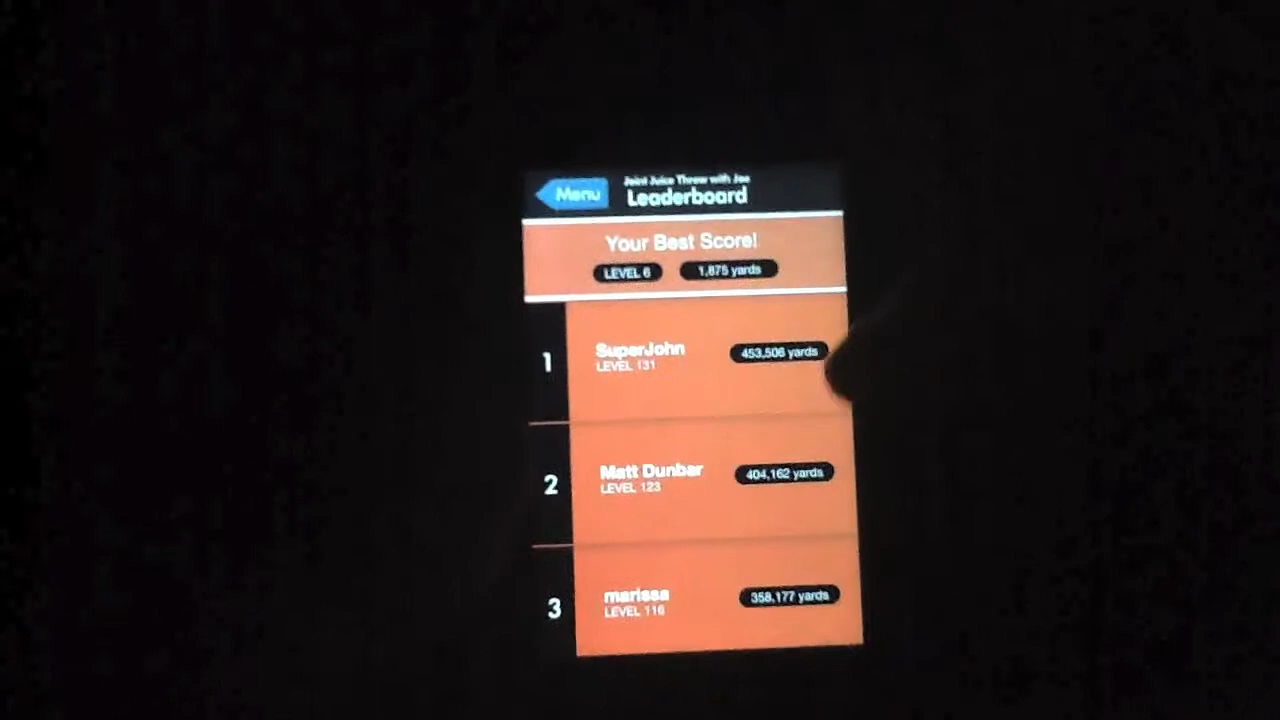 Menu
Joint Juice Throw with Joe
Leaderboard
Your Best Score!
LEVEL 6 1,875 yards
1
SuperJohn
LEVEL 131
453,506 yards
2
Matt Dunbar
LEVEL 123
404,162 yards
3
marissa
LEVEL 116
358,177 yards